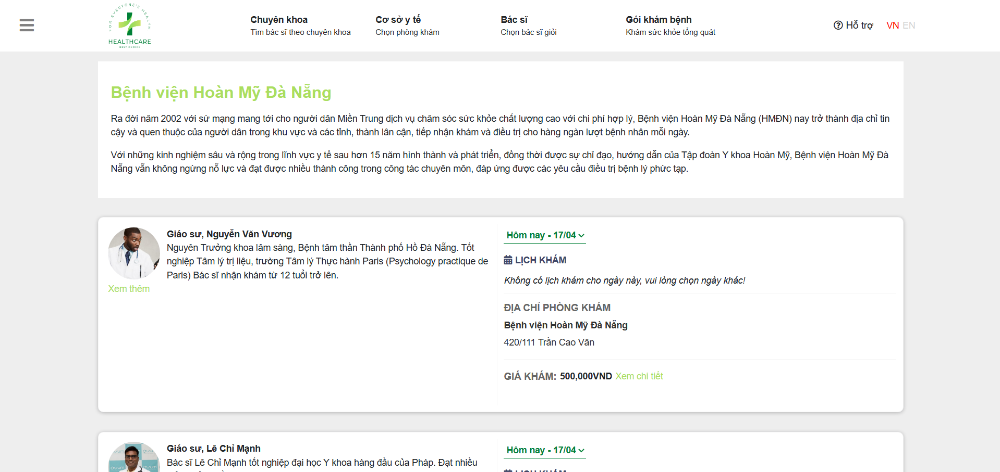 FOR EVERYONE'S HEALTH.
HEALTHCARE
BEST CHOICE
Chuyên khoa
Tìm bác sĩ theo chuyên khoa
Cơ sở y tế
Chọn phòng khám
Bác sĩ
Chọn bác sĩ giỏi
Gói khám bệnh
Khám sức khỏe tổng quát
Hỗ trợ
VN EN
Bệnh viện Hoàn Mỹ Đà Nẵng
Ra đời năm 2002 với sứ mạng mang tới cho người dân Miền Trung dịch vụ chăm sóc sức khỏe chất lượng cao với chi phí hợp lý, Bệnh viện Hoàn Mỹ Đà Nẵng (HMĐN) nay trở thành địa chỉ tin
cậy và quen thuộc của người dân trong khu vực và các tỉnh, thành lân cận, tiếp nhận khám và điều trị cho hàng ngàn lượt bệnh nhân mỗi ngày.
Với những kinh nghiệm sâu và rộng trong lĩnh vực y tế sau hơn 15 năm hình thành và phát triển, đồng thời được sự chỉ đạo, hướng dẫn của Tập đoàn Y khoa Hoàn Mỹ, Bệnh viện Hoàn Mỹ Đà
Nẵng vẫn không ngừng nỗ lực và đạt được nhiều thành công trong công tác chuyên môn, đáp ứng được các yêu cầu điều trị bệnh lý phức tạp.
Giáo sư, Nguyễn Văn Vương
Nguyên Trưởng khoa lâm sàng, Bệnh tâm thần Thành phố Hồ Đà Nẵng. Tốt
nghiệp Tâm lý trị liệu, trường Tâm lý Thực hành Paris (Psychology practique de
Paris) Bác sĩ nhận khám từ 12 tuổi trở lên.
Xem thêm
Hôm nay - 17/04
LỊCH KHÁM
Không có lịch khám cho ngày này, vui lòng chọn ngày khác!
ĐỊA CHỈ PHÒNG KHÁM
Bệnh viện Hoàn Mỹ Đà Nẵng
420/111 Trần Cao Vân
GIÁ KHÁM: 500,000VND Xem chi tiết
Giáo sư, Lê Chỉ Mạnh
Bác sĩ Lê Chỉ Mạnh tốt nghiệp đại học Y khoa hàng đầu của Pháp. Đạt nhiều
Hôm nay - 17/04
LỊCH KHÁM